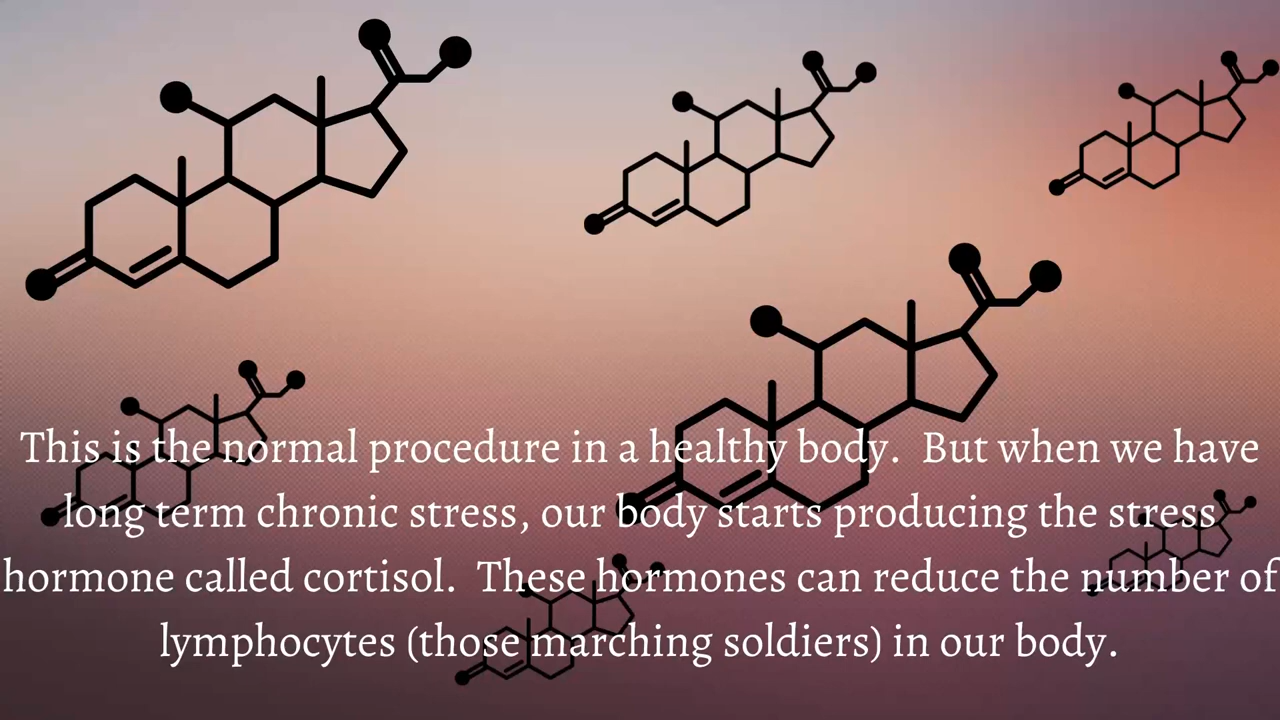 This is the normal procedure in a healthy body.  But when we have
long term chronic stress, our body starts producing the stress
hormone called cortisol.  These hormones can reduce the number of
lymphocytes (those marching soldiers) in our body.